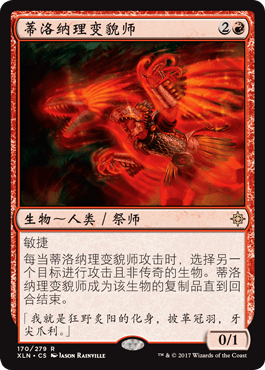 蒂洛纳理变貌师 2
生物～人类／祭师
敏捷
每当蒂洛纳理变貌师攻击时，选择另一
个目标进行攻击且非传奇的生物。蒂洛
纳理变貌师成为该生物的复制品直到回
合结束。
「我就是狂野炙阳的化身，披革冠羽，牙
尖爪利。」
0/1
170/279 R
XLN • CS JASON RAINVILLE
™ & © 2017 Wizards of the Coast